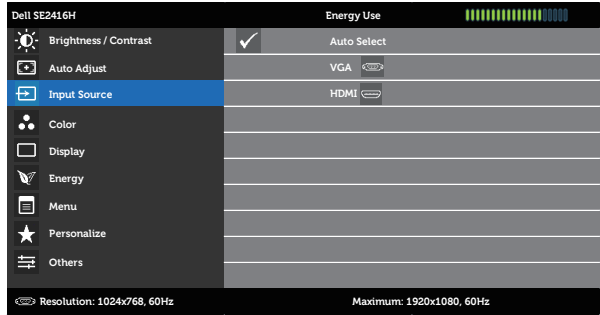 Dell SE2416H Energy Use
Brightness / Contrast Auto Select
Auto Adjust VGA
Input Source HDMI
Color
Display
Energy
Menu
Personalize
Others
Resolution: 1024x768, 60Hz Maximum: 1920x1080, 60Hz